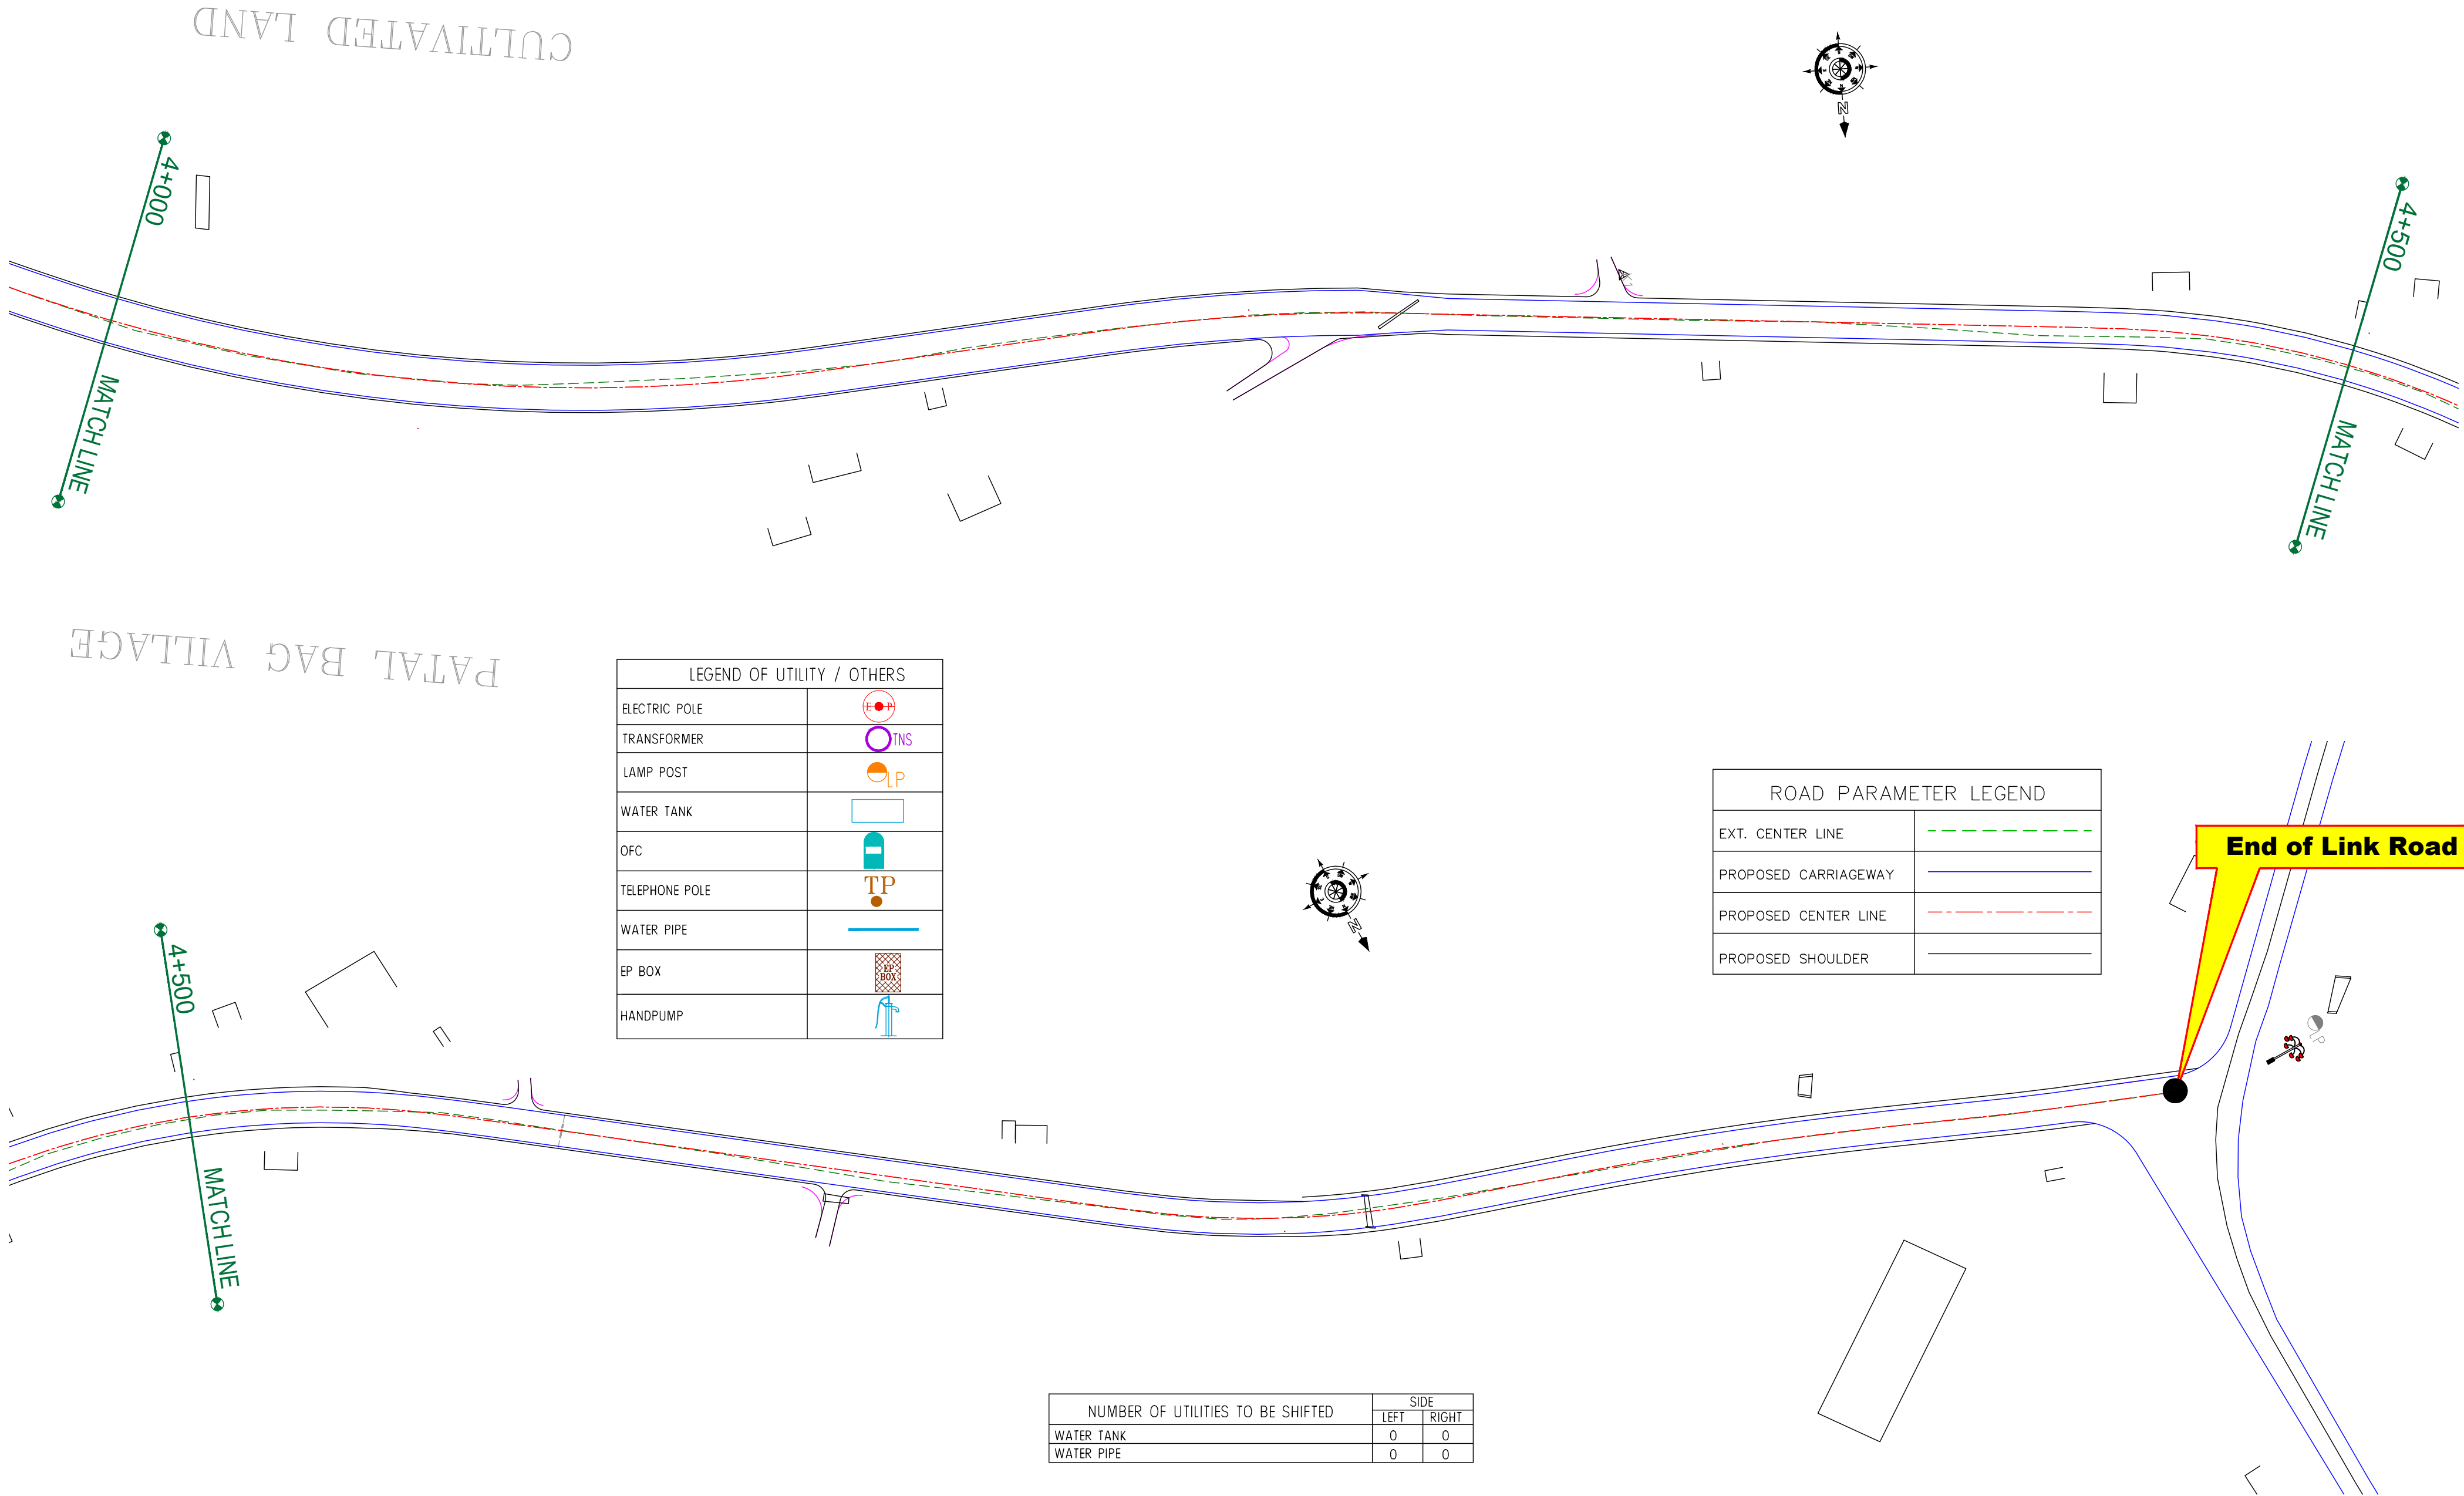 CULTIVATED LAND
N
4+000
MATCH LINE
4+500
MATCH LINE
PATAL BAG VILLAGE
LEGEND OF UTILITY / OTHERS
ELECTRIC POLE E P
TRANSFORMER TNS
LAMP POST LP
WATER TANK
OFC
TELEPHONE POLE TP
WATER PIPE
EP BOX EP BOX
HANDPUMP
N
ROAD PARAMETER LEGEND
EXT. CENTER LINE
PROPOSED CARRIAGEWAY
PROPOSED CENTER LINE
PROPOSED SHOULDER
End of Link Road
LP
4+500
MATCH LINE
NUMBER OF UTILITIES TO BE SHIFTED SIDE
LEFT RIGHT
WATER TANK 0 0
WATER PIPE 0 0